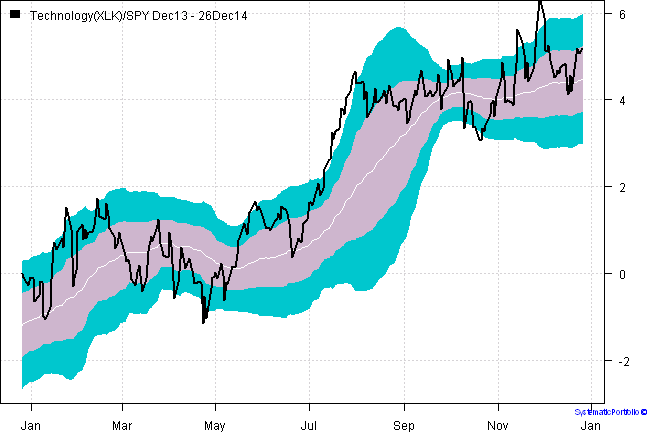 Technology(XLK)/SPY Dec13 - 26Dec14
6
4
2
0
-2
Jan Mar May Jul Sep Nov Jan
SystematicPortfolio ©